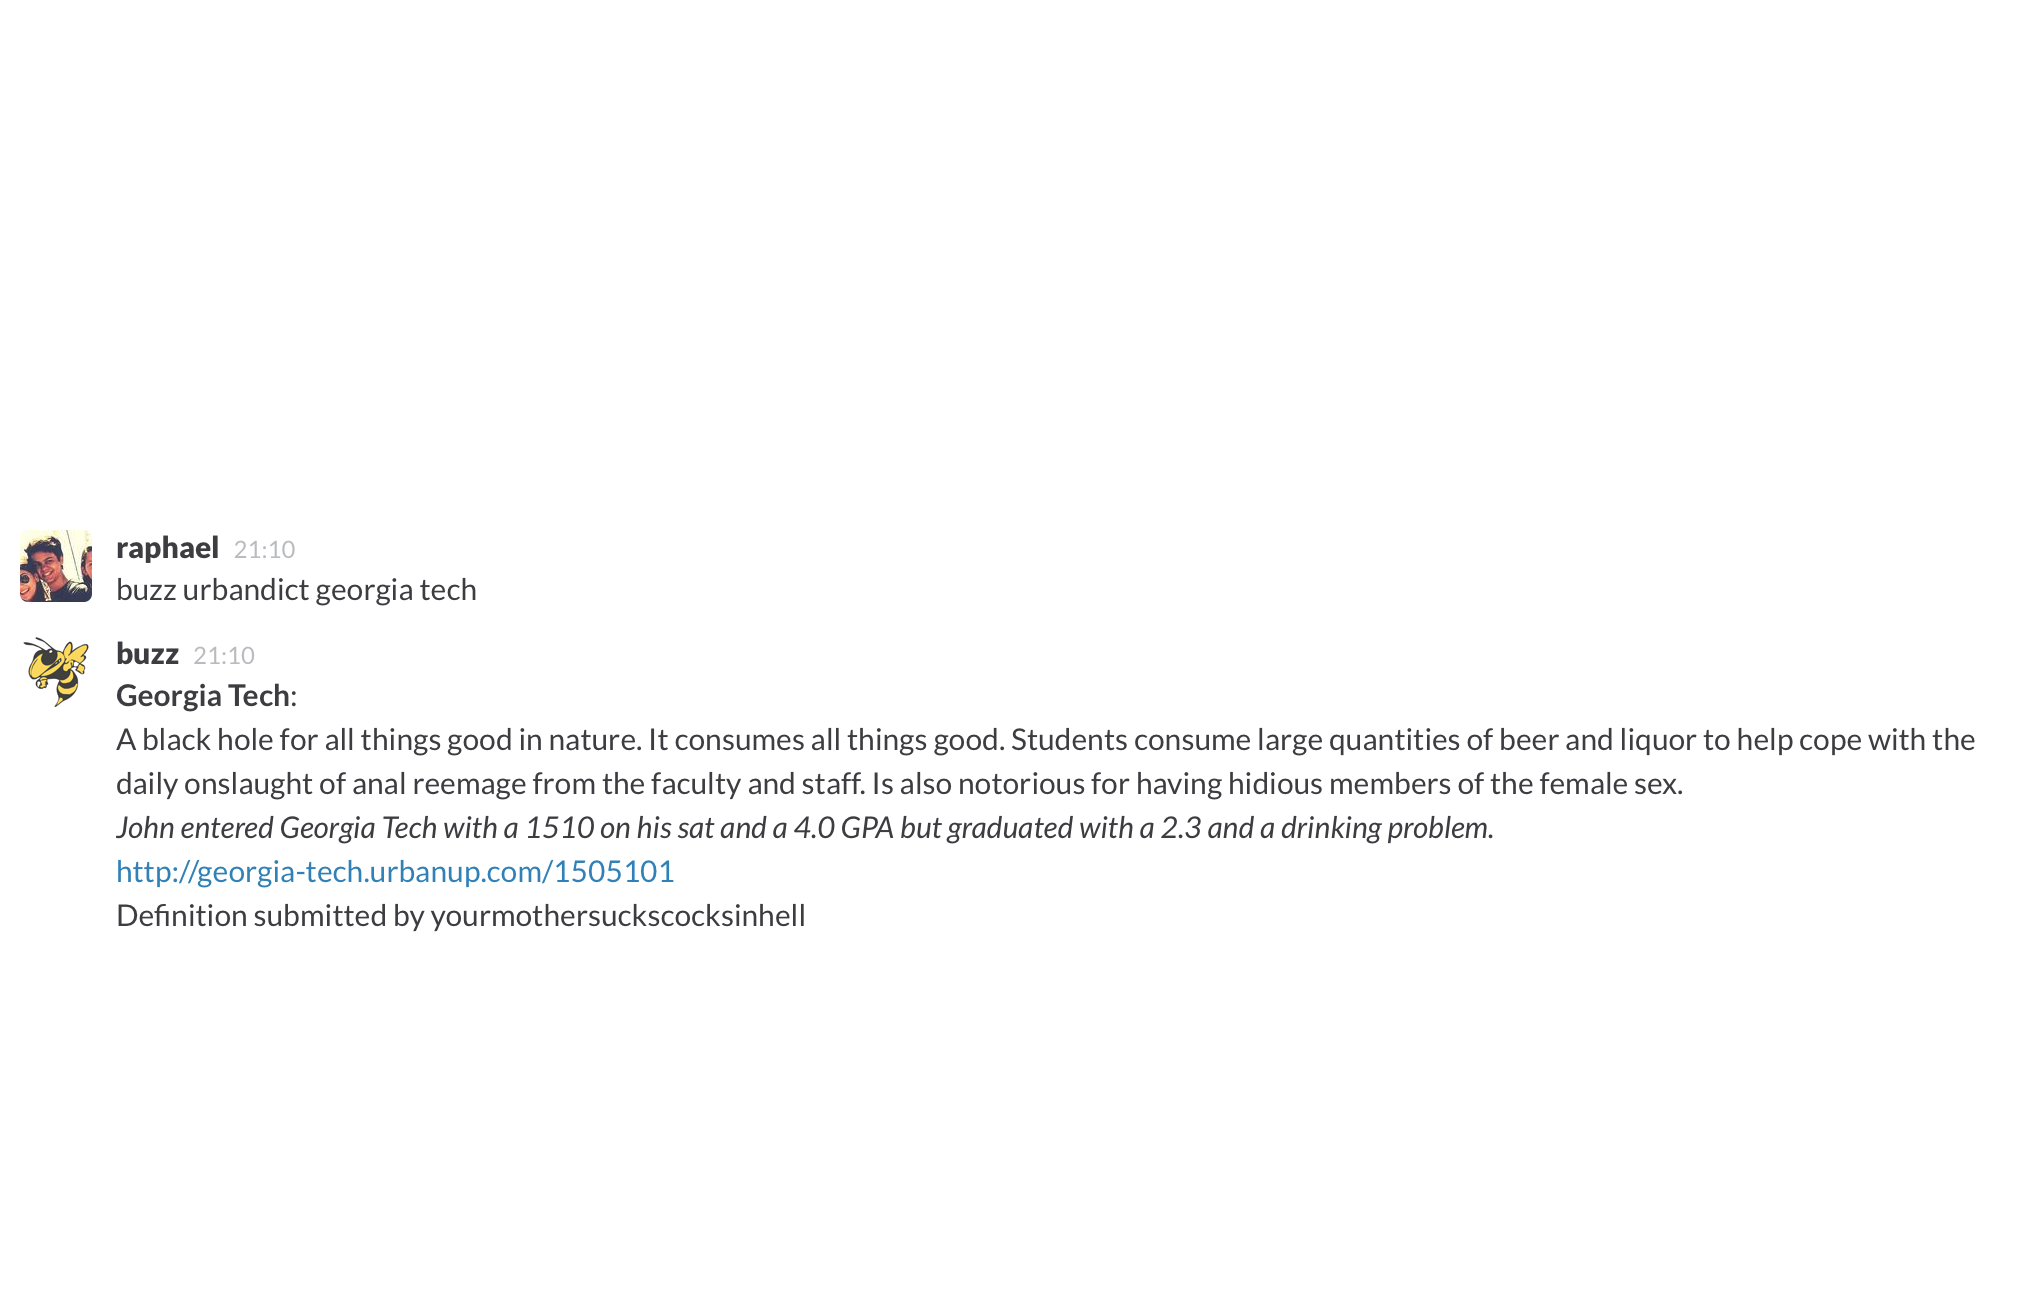 raphael 21:10
buzz urbandict georgia tech
buzz 21:10
Georgia Tech:
A black hole for all things good in nature. It consumes all things good. Students consume large quantities of beer and liquor to help cope with the
daily onslaught of anal reemage from the faculty and staff. Is also notorious for having hidious members of the female sex.
John entered Georgia Tech with a 1510 on his sat and a 4.0 GPA but graduated with a 2.3 and a drinking problem.
http://georgia-tech.urbanup.com/1505101
Definition submitted by yourmothersuckscocksinhell